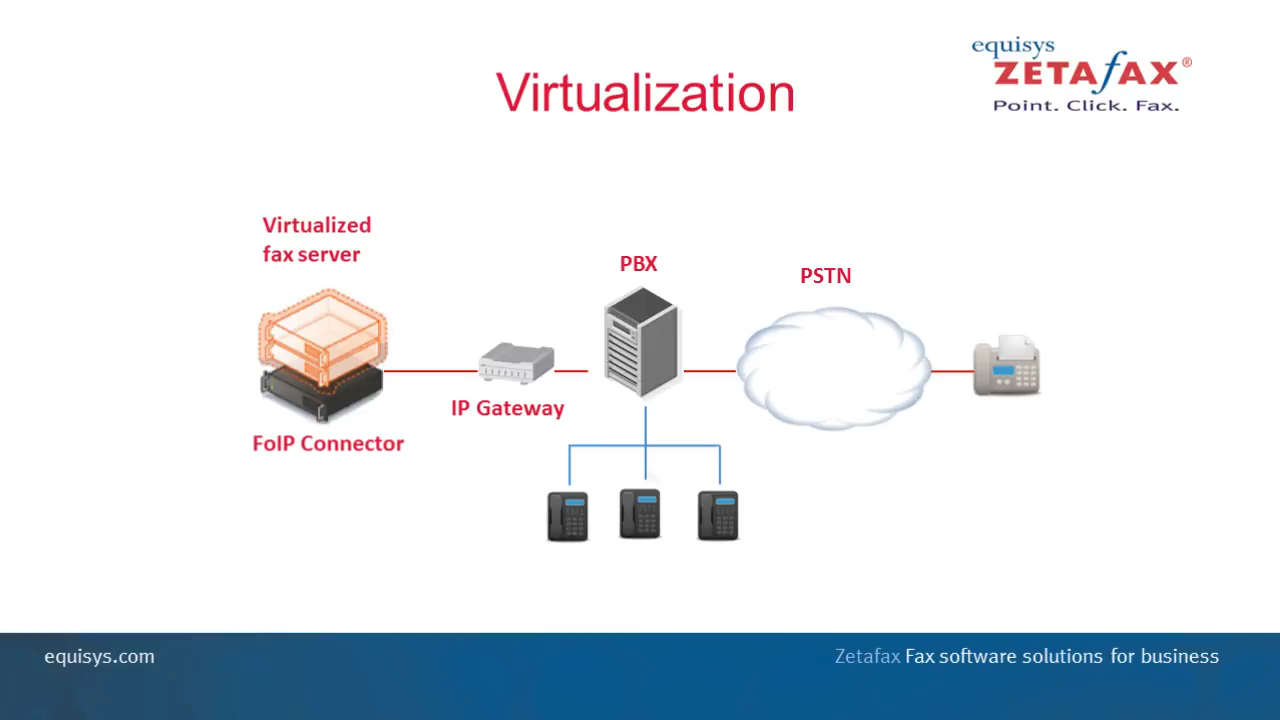 equisys
ZETAFAX®
Point. Click. Fax.
Virtualization
Virtualized
fax server
PBX
PSTN
IP Gateway
FoIP Connector
equisys.com
Zetafax Fax software solutions for business